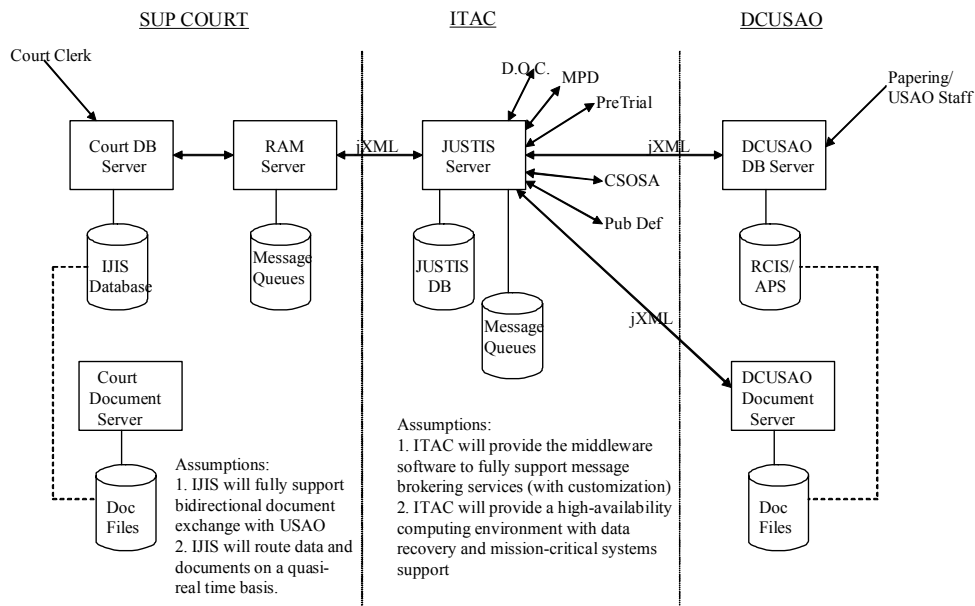 SUP COURT
ITAC
DCUSAO
Court Clerk
D.O.C.
MPD
PreTrial
Papering/
USAO Staff
Court DB
Server
RAM
Server
jXML
JUSTIS
Server
jXML
DCUSAO
DB Server
CSOSA
Pub Def
IJIS
Database
Message
Queues
JUSTIS
DB
RCIS/
APS
Message
Queues
jXML
Court
Document
Server
DCUSAO
Document
Server
Doc
Files
Assumptions:
1. IJIS will fully support
bidirectional document
exchange with USAO
2. IJIS will route data and
documents on a quasi-
real time basis.
Assumptions:
1. ITAC will provide the middleware
software to fully support message
brokering services (with customization)
2. ITAC will provide a high-availability
computing environment with data
recovery and mission-critical systems
support
Doc
Files